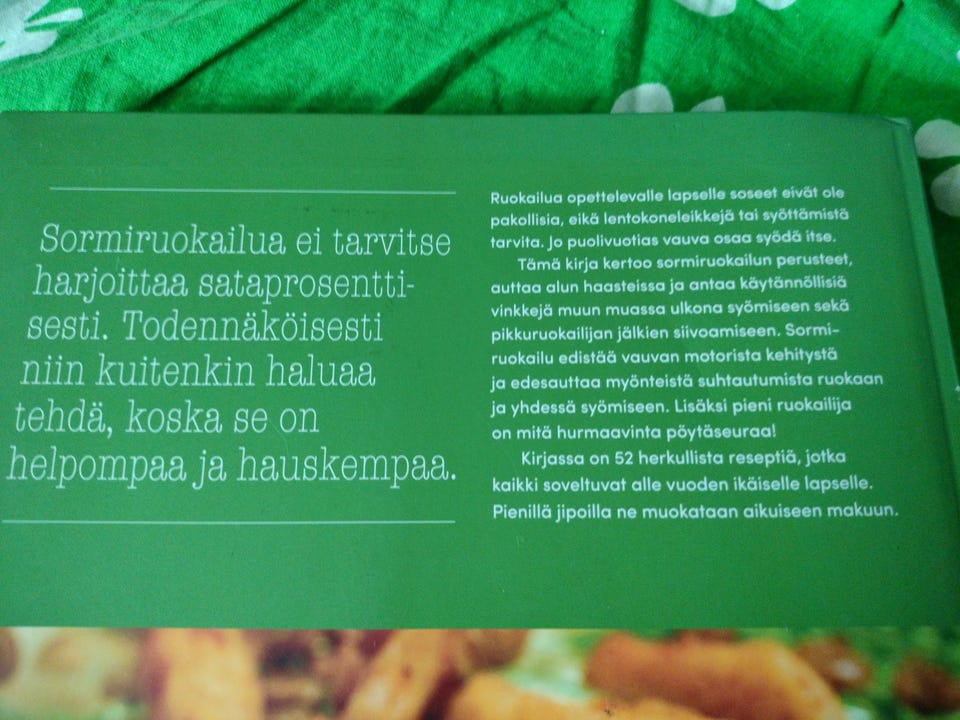 Sormiruokailua ei tarvitse
harjoittaa sataprosentti-
sesti. Todennäköisesti
niin kuitenkin haluaa
tehdä, koska se on
helpompaa ja hauskempaa.
Ruokailua opettelevalle lapselle soseet eivät ole
pakollisia, eikä lentokoneleikkejä tai syöttämistä
tarvita. Jo puolivuotias vauva osaa syödä itse.
Tämä kirja kertoo sormiruokailun perusteet,
auttaa alun haasteissa ja antaa käytännöllisiä
vinkkejä muun muassa ulkona syömiseen sekä
pikkuruokailijan jälkien siivoamiseen. Sormi-
ruokailu edistää vauvan motorista kehitystä
ja edesauttaa myönteistä suhtautumista ruokaan
ja yhdessä syömiseen. Lisäksi pieni ruokailija
on mitä hurmaavinta pöytäseuraa!
Kirjassa on 52 herkullista reseptiä, jotka
kaikki soveltuvat alle vuoden ikäiselle lapselle.
Pienillä jipoilla ne muokataan aikuiseen makuun.